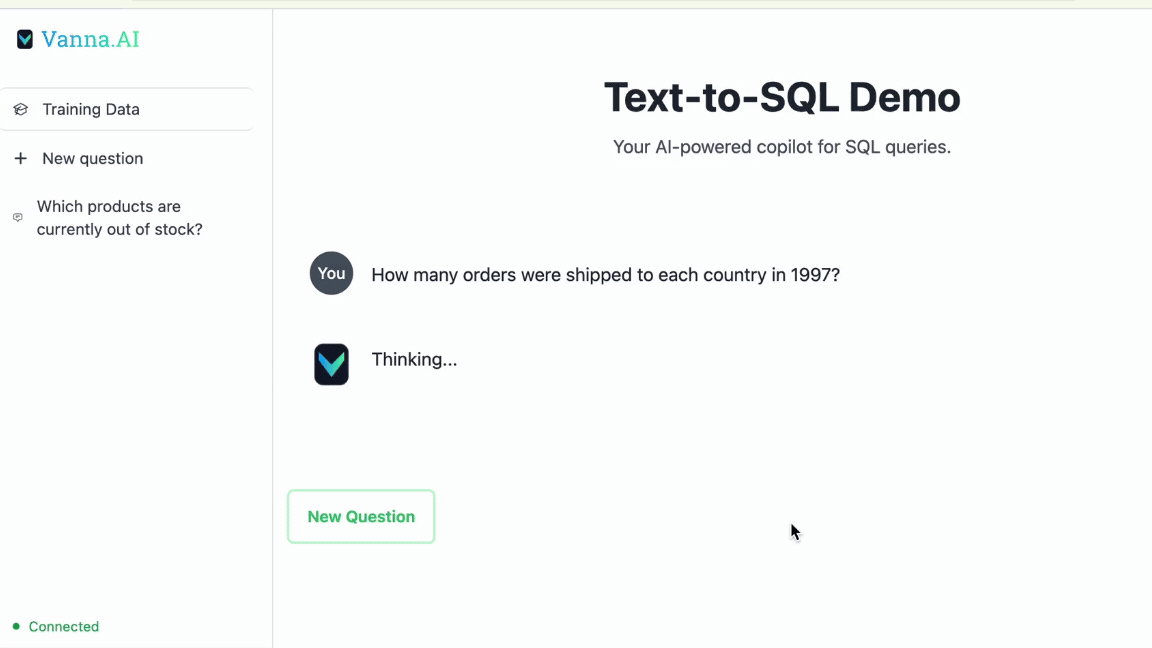 Vanna.AI
Training Data
New question
Which products are
currently out of stock?
Connected
Text-to-SQL Demo
Your AI-powered copilot for SQL queries.
You
How many orders were shipped to each country in 1997?
Thinking...
New Question